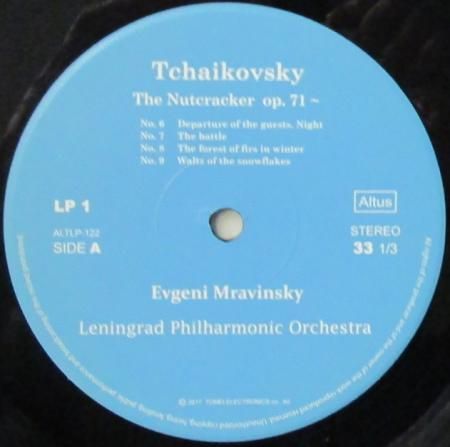 Tchaikovsky
The Nutcracker op. 71 ~
No. 6 Departure of the guests, Night
No. 7 The battle
No. 8 The forest of firs in winter
No. 9 Waltz of the snowflakes
LP 1
Altus
ALTLP-122
STEREO
SIDE A
33 1/3
Evgeni Mravinsky
Leningrad Philharmonic Orchestra